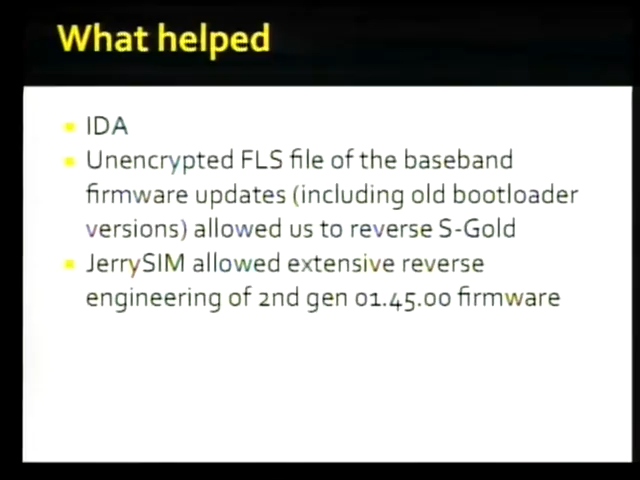 What helped
IDA
Unencrypted FLS file of the baseband
firmware updates (including old bootloader
versions) allowed us to reverse S-Gold
JerrySIM allowed extensive reverse
engineering of 2nd gen 01.45.00 firmware